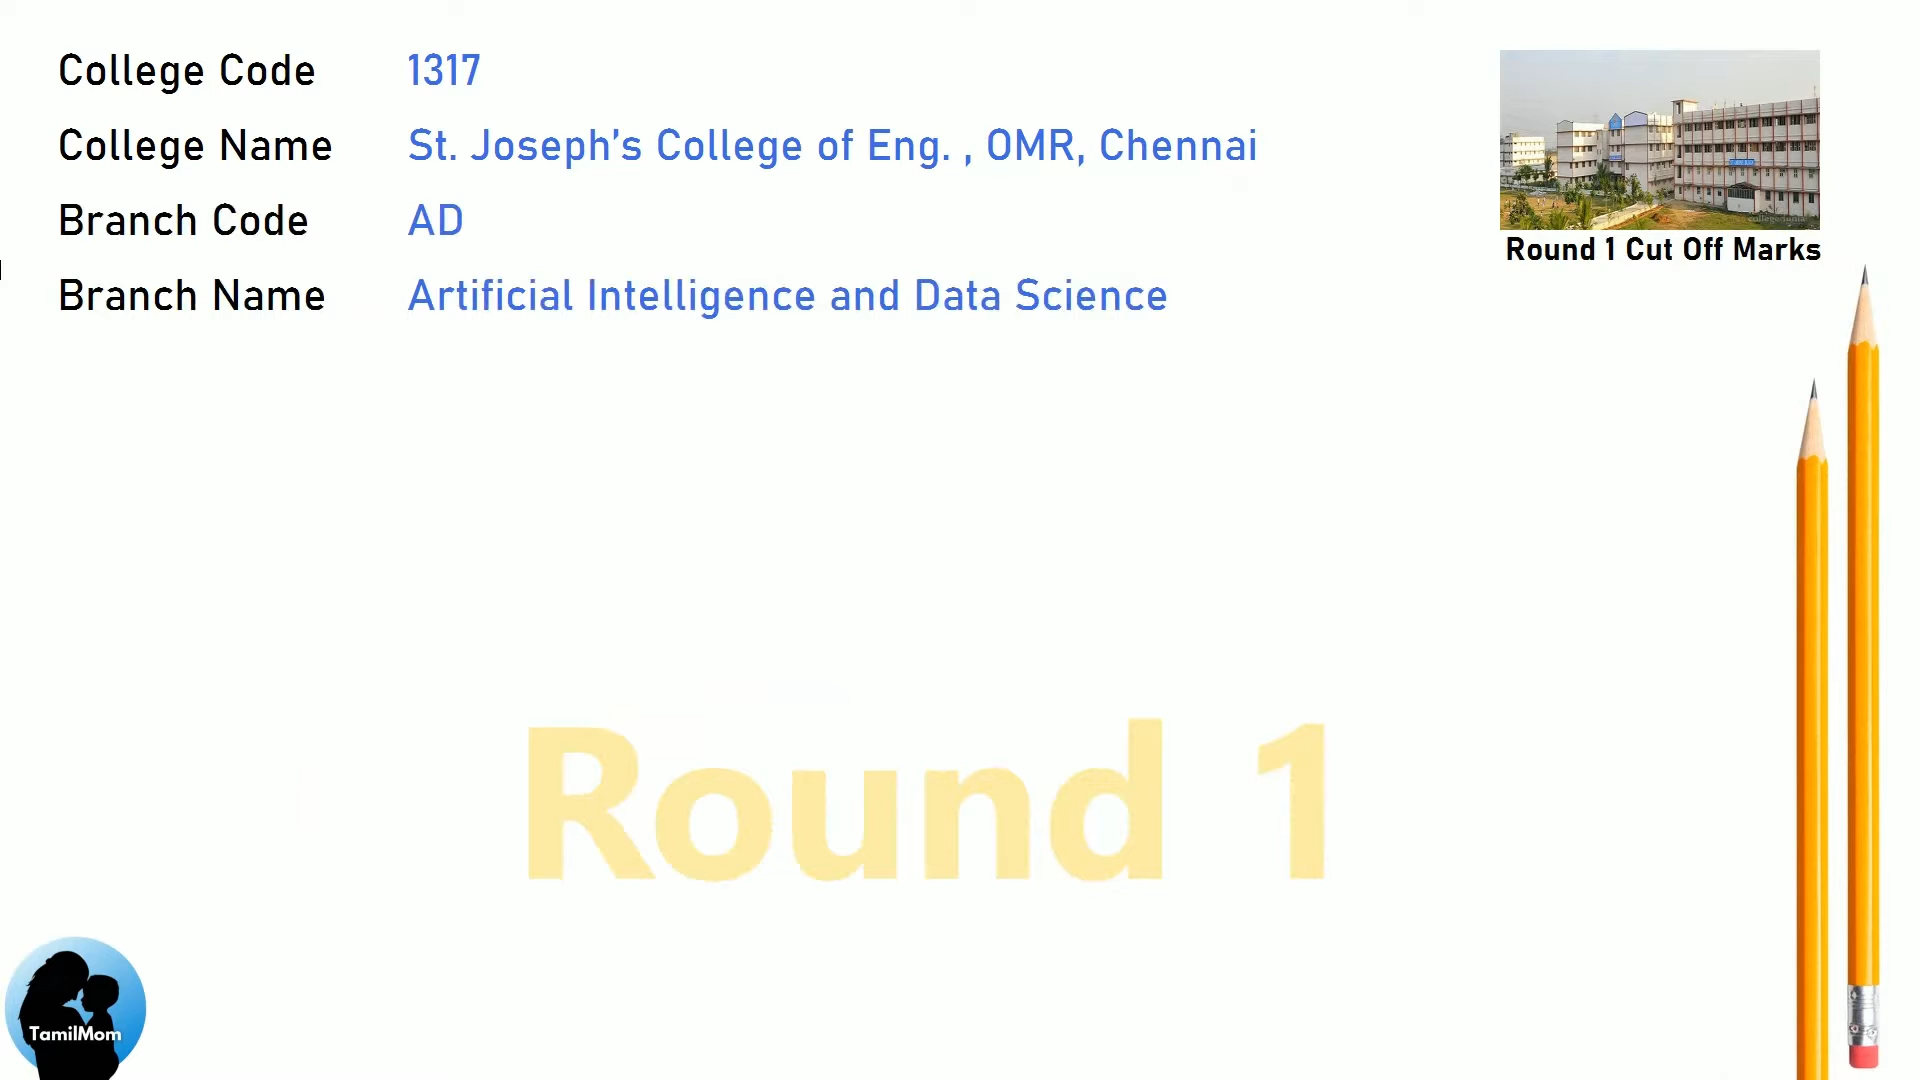 College Code 1317
College Name St. Joseph’s College of Eng. , OMR, Chennai
Branch Code AD
Branch Name Artificial Intelligence and Data Science
Round 1 Cut Off Marks
Round 1
TamilMom